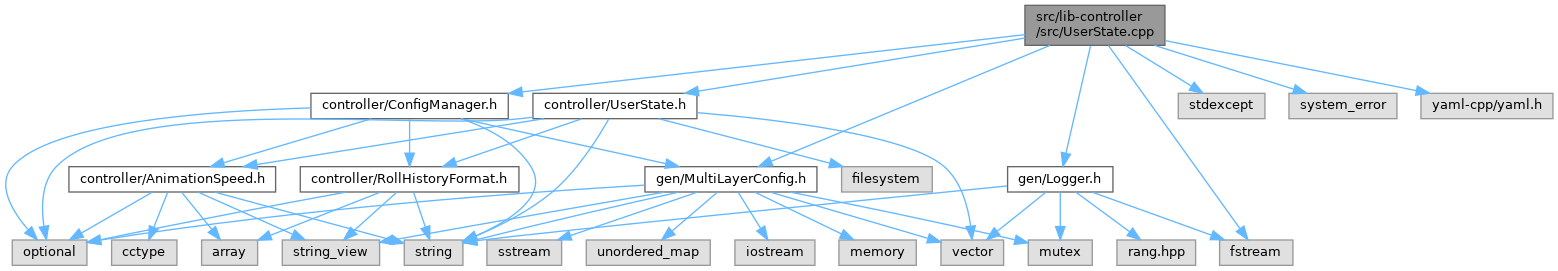 src/lib-controller
/src/UserState.cpp
controller/ConfigManager.h
controller/UserState.h
stdexcept
system_error
yaml-cpp/yaml.h
controller/AnimationSpeed.h
controller/RollHistoryFormat.h
gen/MultiLayerConfig.h
filesystem
gen/Logger.h
optional
cctype
array
string_view
string
sstream
unordered_map
iostream
memory
vector
mutex
rang.hpp
fstream